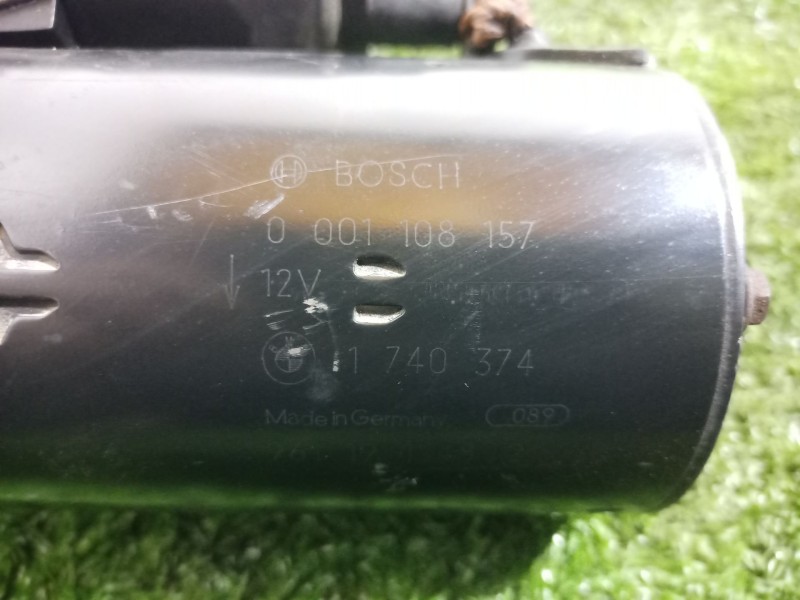 BOSCH
0 001 108 157
12V
1 740 374
Made in Germany 089